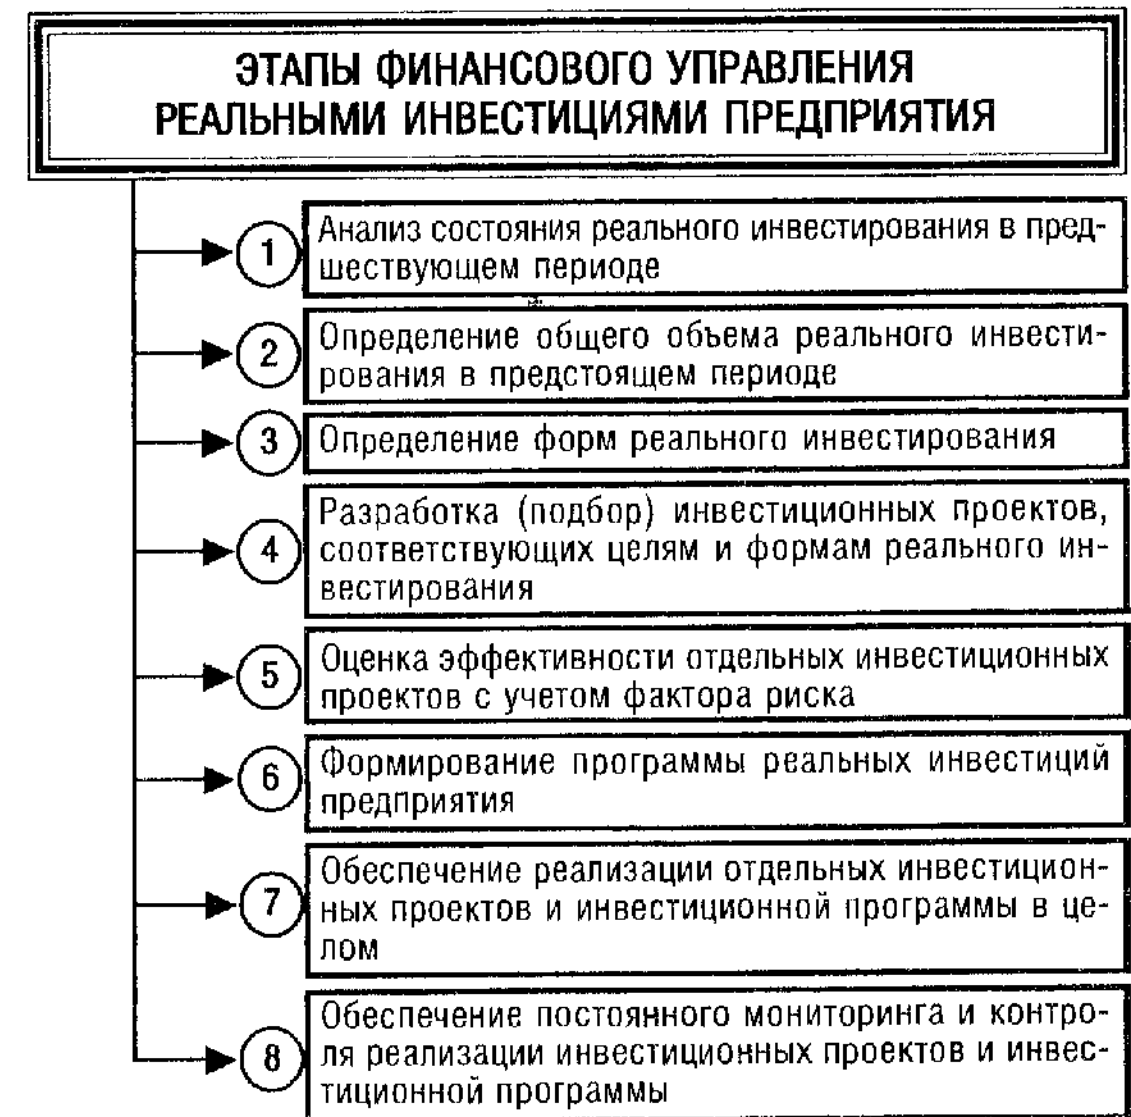 ЭТАПЫ ФИНАНСОВОГО УПРАВЛЕНИЯ
РЕАЛЬНЫМИ ИНВЕСТИЦИЯМИ ПРЕДПРИЯТИЯ
1
Анализ состояния реального инвестирования в пред-
шествующем периоде
2
Определение общего объема реального инвести-
рования в предстоящем периоде
3
Определение форм реального инвестирования
4
Разработка (подбор) инвестиционных проектов,
соответствующих целям и формам реального ин-
вестирования
5
Оценка эффективности отдельных инвестиционных
проектов с учетом фактора риска
6
Формирование программы реальных инвестиций
предприятия
7
Обеспечение реализации отдельных инвестицион-
ных проектов и инвестиционной программы в це-
лом
8
Обеспечение постоянного мониторинга и контро-
ля реализации инвестиционных проектов и инвес-
тиционной программы